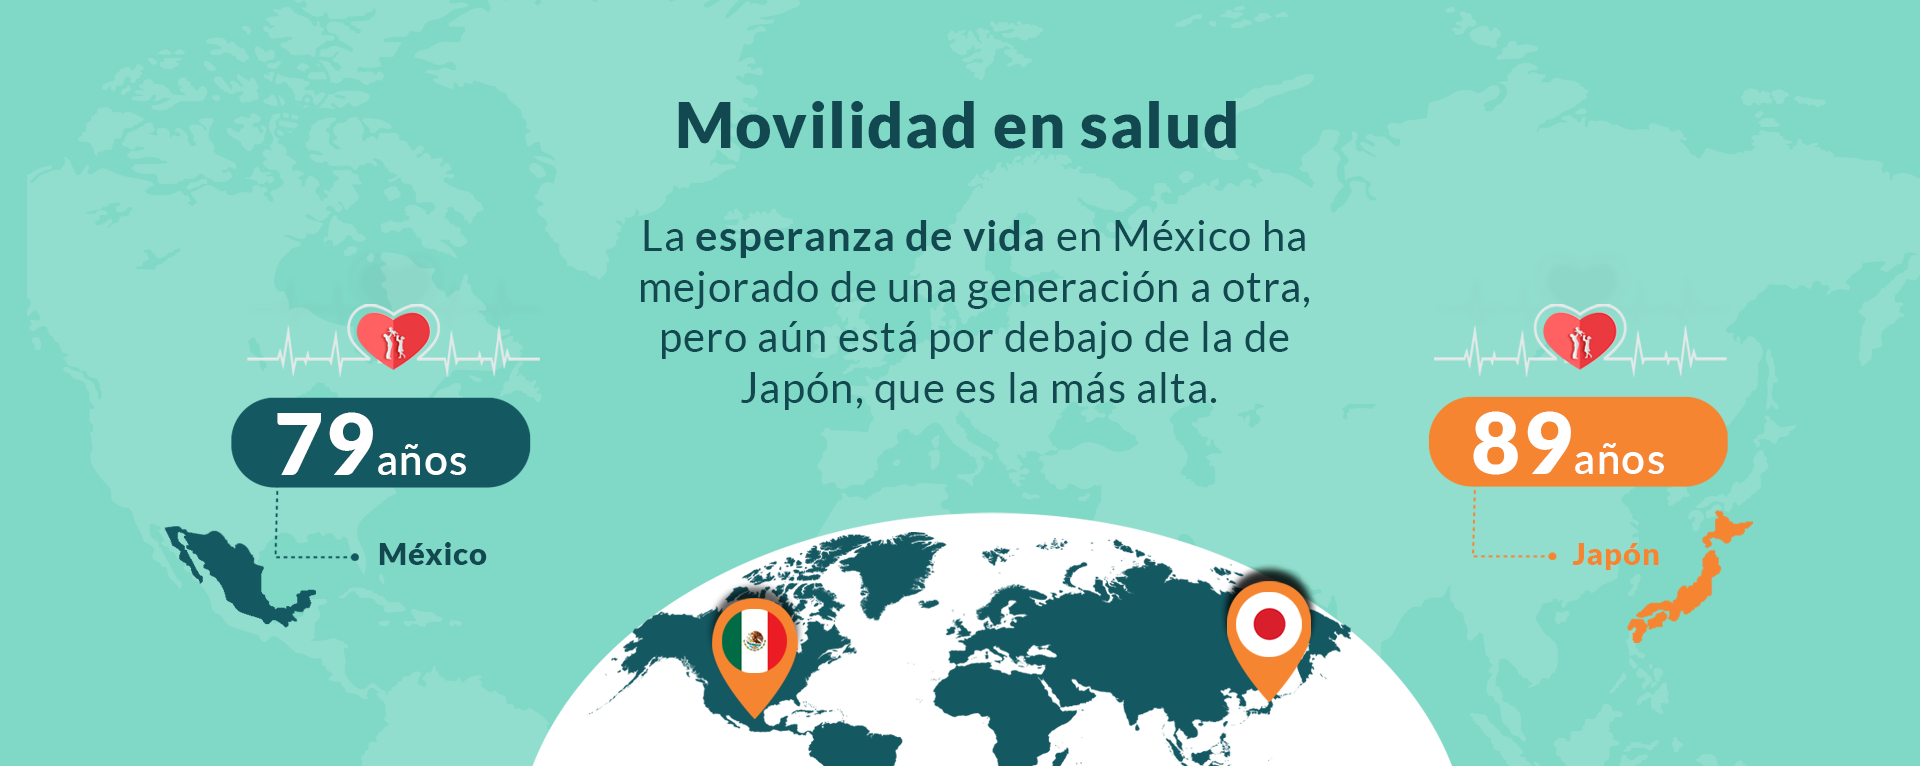 Movilidad en salud
La esperanza de vida en México ha
mejorado de una generación a otra,
pero aún está por debajo de la de
Japón, que es la más alta.
79 años
México
89 años
Japón